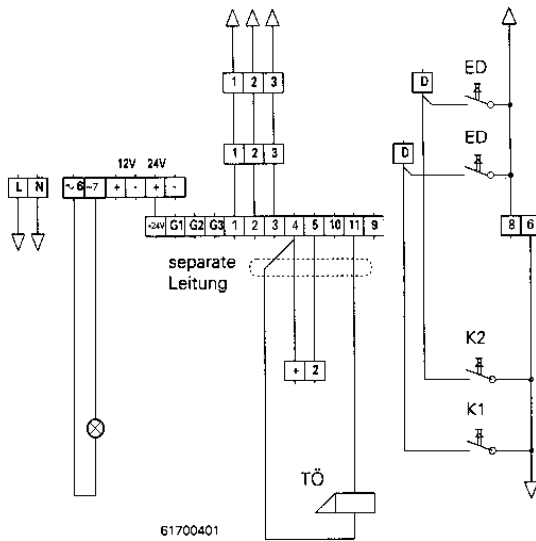 1 2 3
D ED
1 2 3
D ED
12V 24V
L N ~6 ~7 + - + -
+24V G1 G2 G3 1 2 3 4 5 10 11 9
8 6
separate
Leitung
+ 2
K2
K1
TÖ
61700401